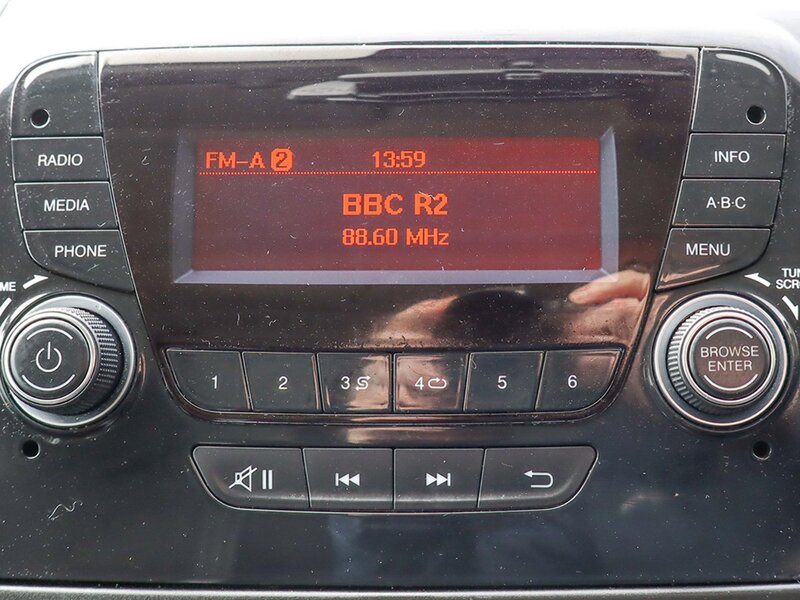 FM-A 2 13:59
BBC R2
88.60 MHz
RADIO
MEDIA
PHONE
INFO
A·B·C
MENU
1 2 3 4 5 6
BROWSE
ENTER